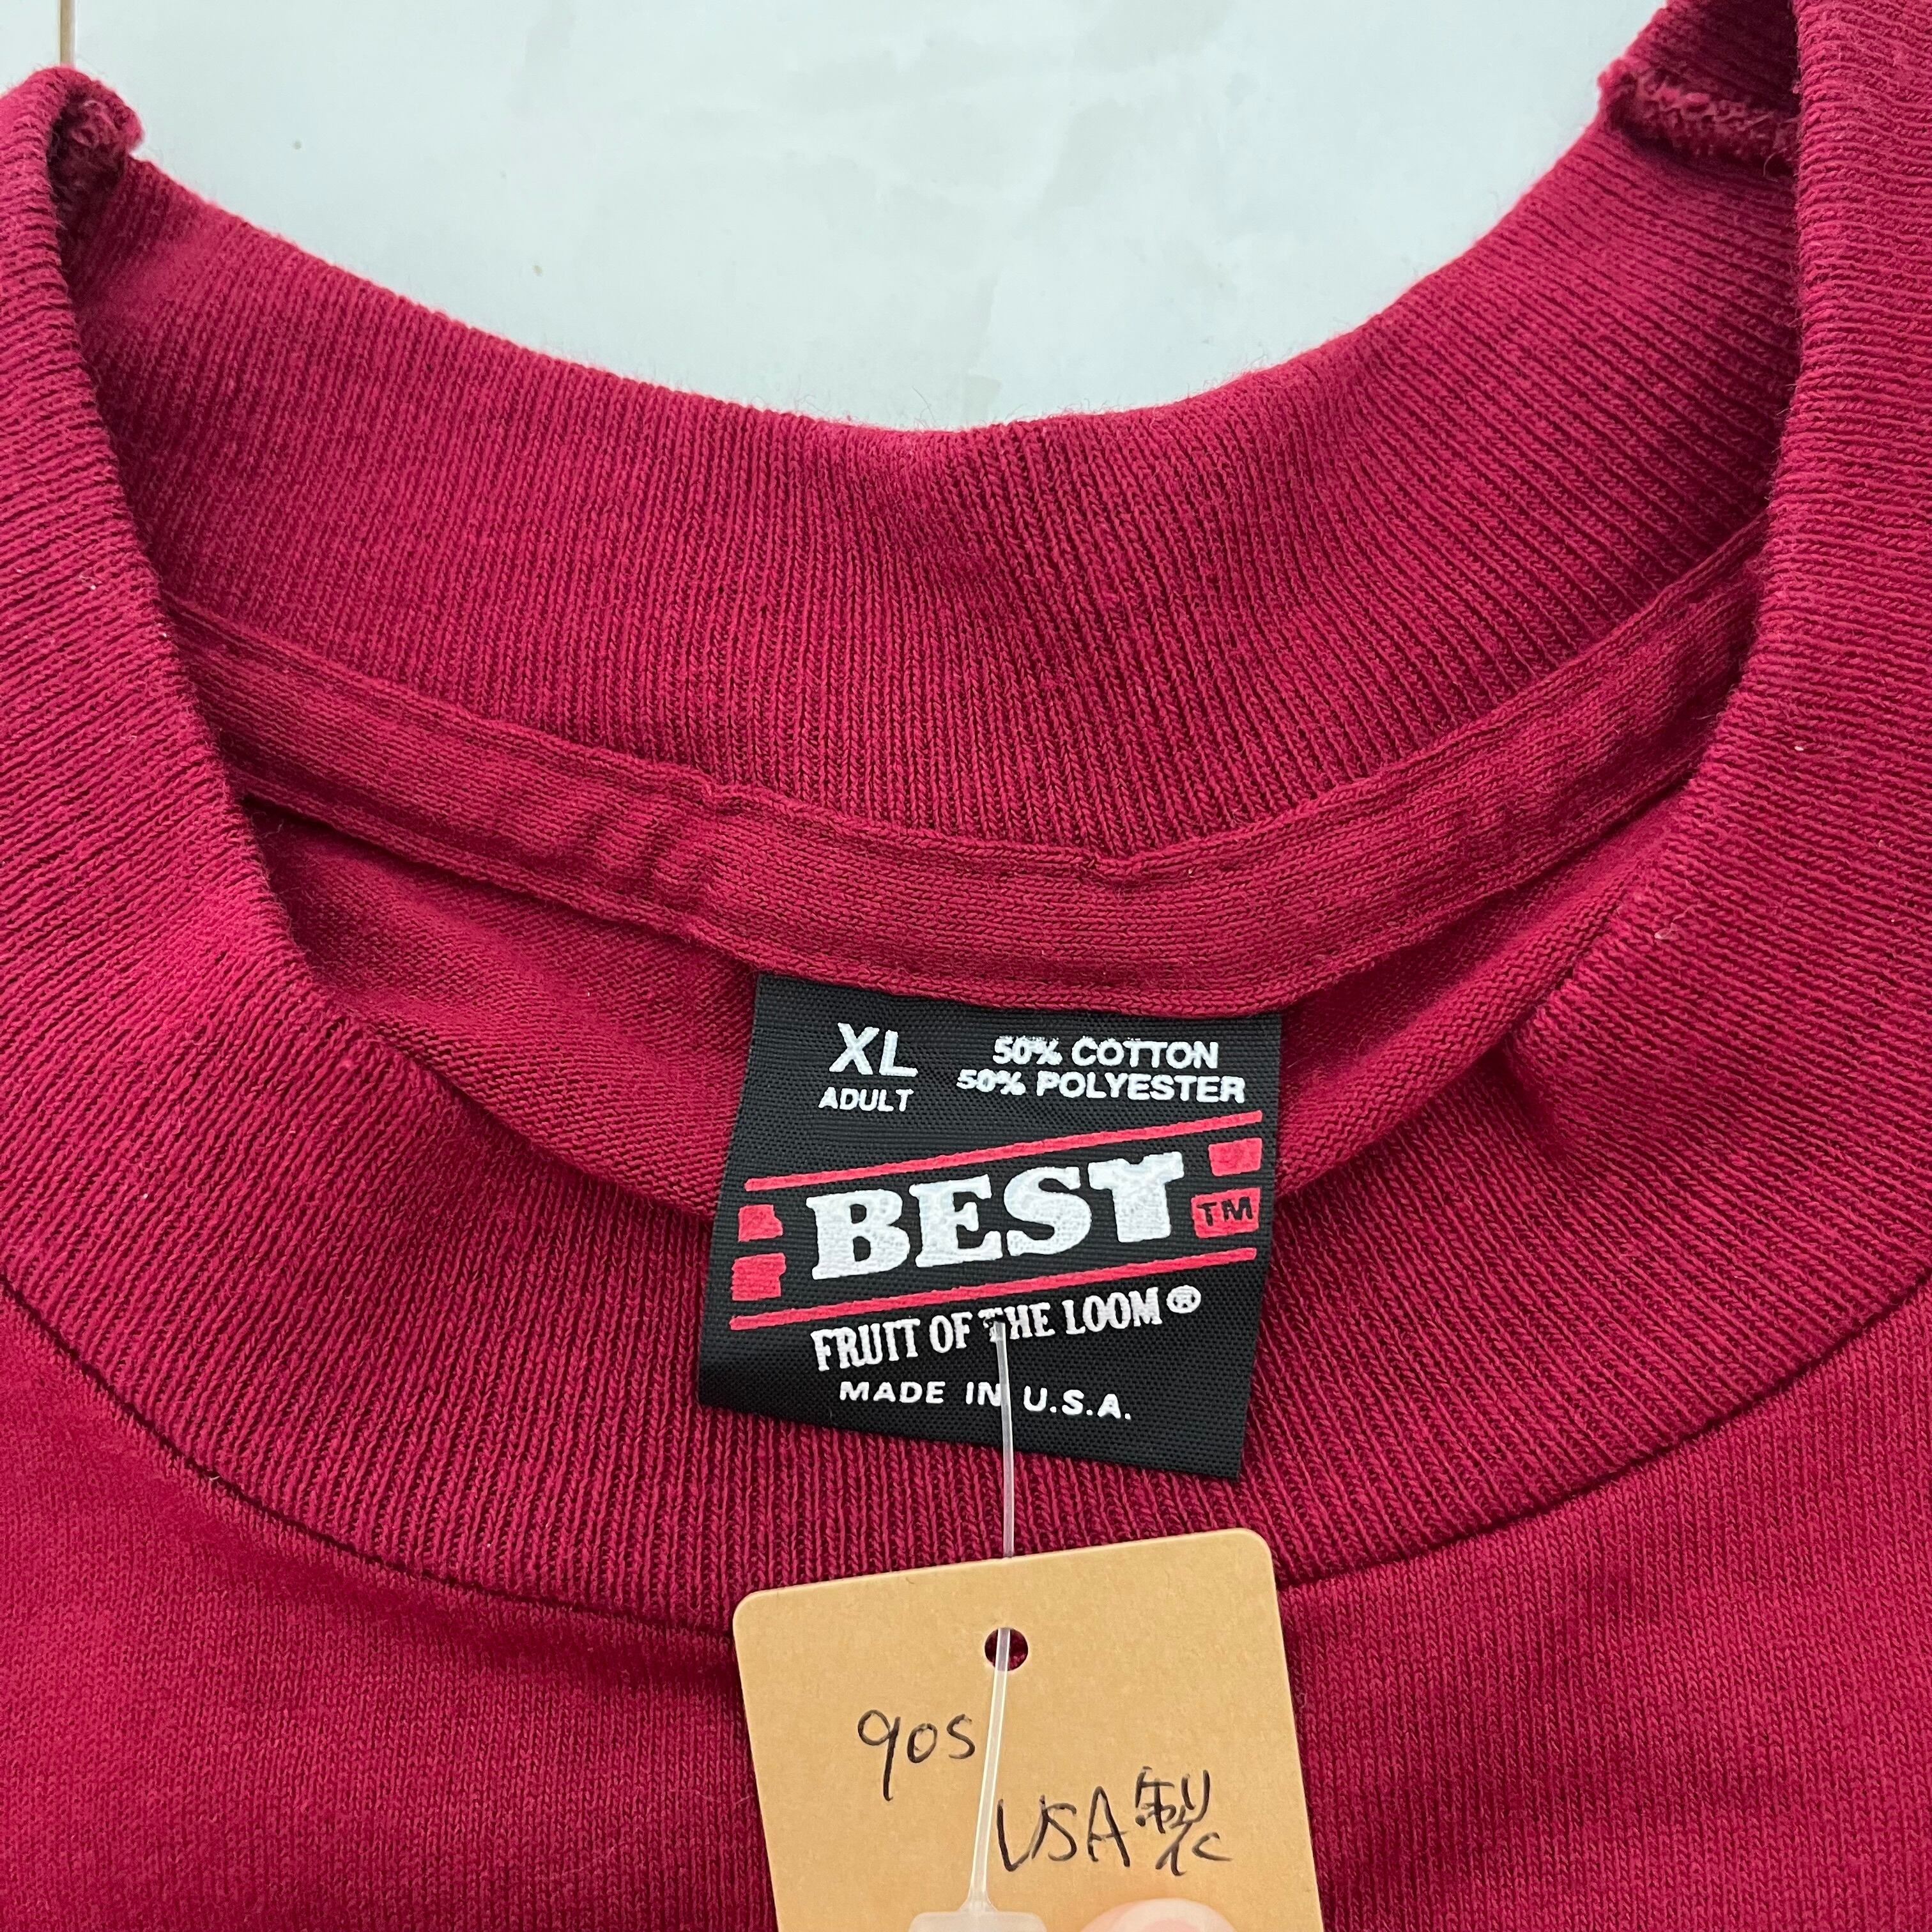 XL
ADULT
50% COTTON
50% POLYESTER
BEST TM
FRUIT OF THE LOOM®
MADE IN U.S.A.
90s
USA製